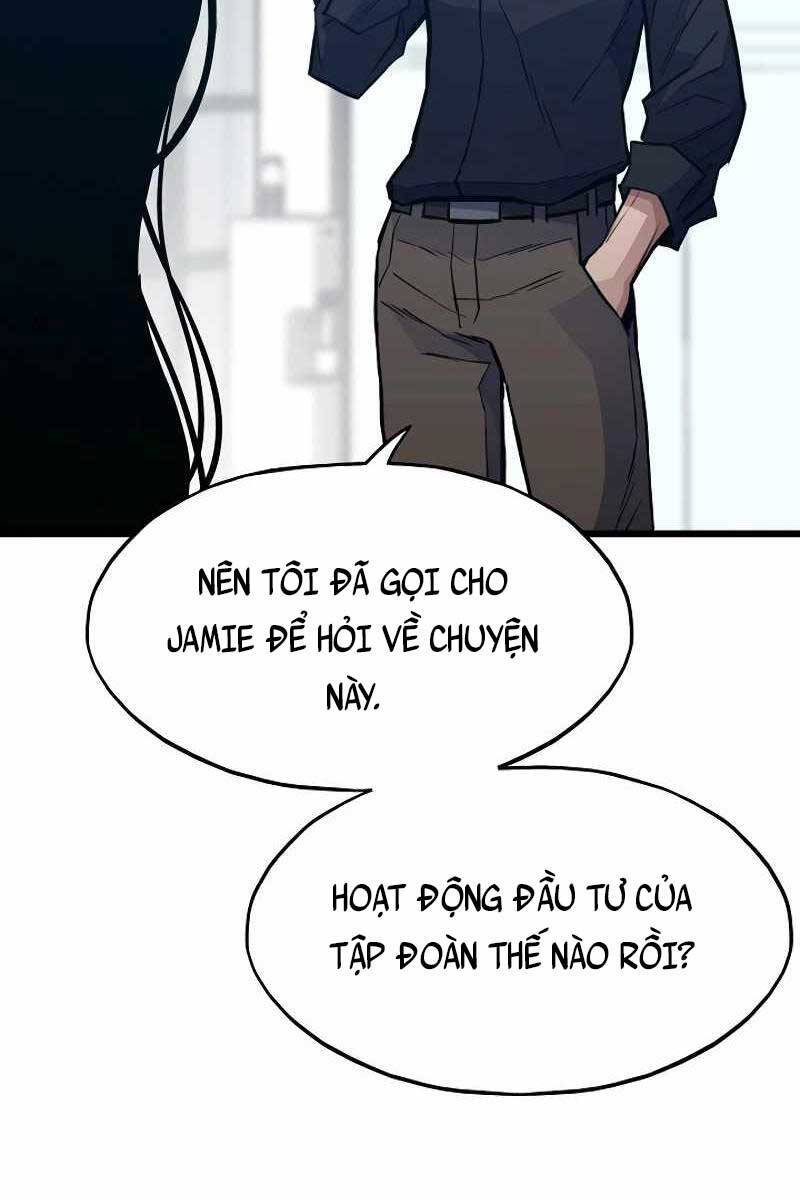 NÊN TÔI ĐÃ GỌI CHO
JAMIE ĐỂ HỎI VỀ CHUYỆN
NÀY.
HOẠT ĐỘNG ĐẦU TƯ CỦA
TẬP ĐOÀN THẾ NÀO RỒI?